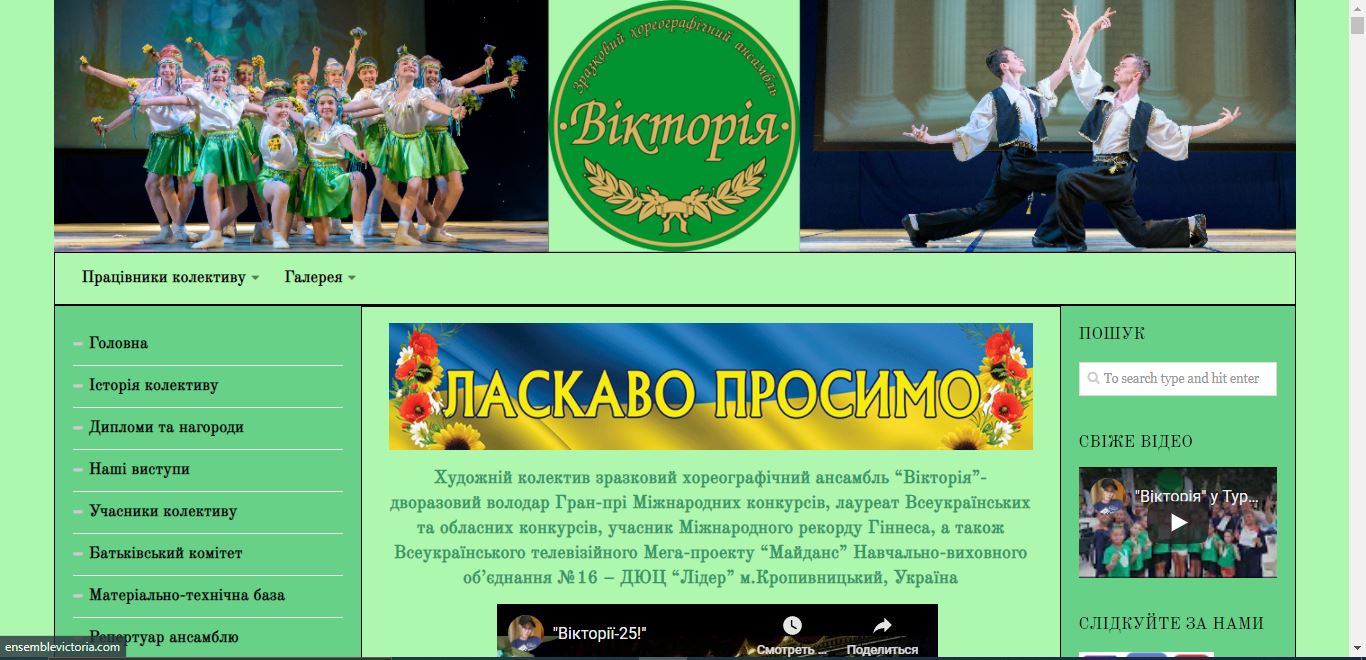 Зразковий хореографічний ансамбль
·Вікторія·
Працівники колективу
Галерея
Головна
Історія колективу
Дипломи та нагороди
Наші виступи
Учасники колективу
Батьківський комітет
Матеріально-технічна база
Репертуар ансамблю
ensemblevictoria.com
ЛАСКАВО ПРОСИМО
Художній колектив зразковий хореографічний ансамбль “Вікторія”-
дворазовий володар Гран-прі Міжнародних конкурсів, лауреат Всеукраїнських
та обласних конкурсів, учасник Міжнародного рекорду Гіннеса, а також
Всеукраїнського телевізійного Мега-проекту “Майданс” Навчально-виховного
об’єднання №16 – ДЮЦ “Лідер” м.Кропивницький, Україна
"Вікторії-25!"
Смотреть ...
Поделиться
ПОШУК
To search type and hit enter
СВІЖЕ ВІДЕО
"Вікторія" у Тур...
СЛІДКУЙТЕ ЗА НАМИ